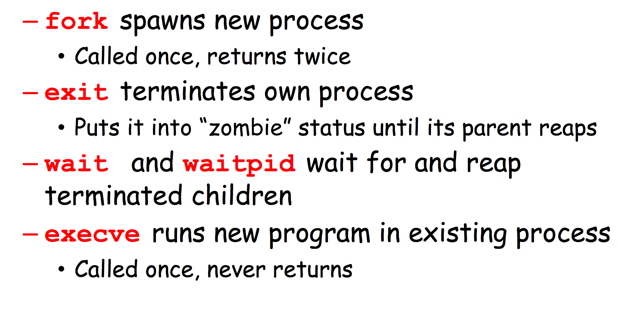 – fork spawns new process
• Called once, returns twice
– exit terminates own process
• Puts it into “zombie” status until its parent reaps
– wait and waitpid wait for and reap
terminated children
– execve runs new program in existing process
• Called once, never returns